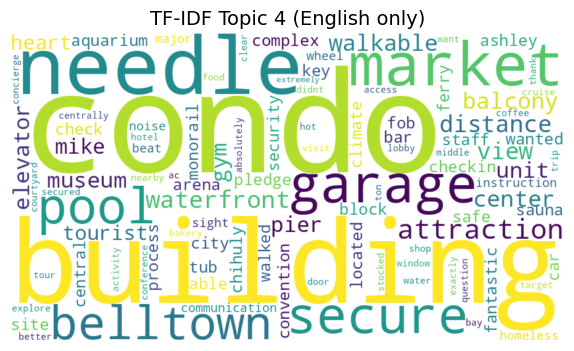 TF-IDF Topic 4 (English only)
heart aquarium major clear complex wheel walkable want ashley
concierge needle key food market thank
centrally extremely didnt access cruise
elevator check noise monorail condo fob climate ferry balcony
mike hotel beat gym absolutely security hot bar lobby distance coffee
courtyard secured museum nearby ac arena pledge visit staff middle wanted view trip
pool waterfront garage checkin unit instruction
tourist sight pier block ton safe center sauna
central process bakery city chihuly walked convention located attraction
tour activity conference tub able building door shop stocked window exactly question car
site communication water fantastic target
explore better belltown secure bay homeless